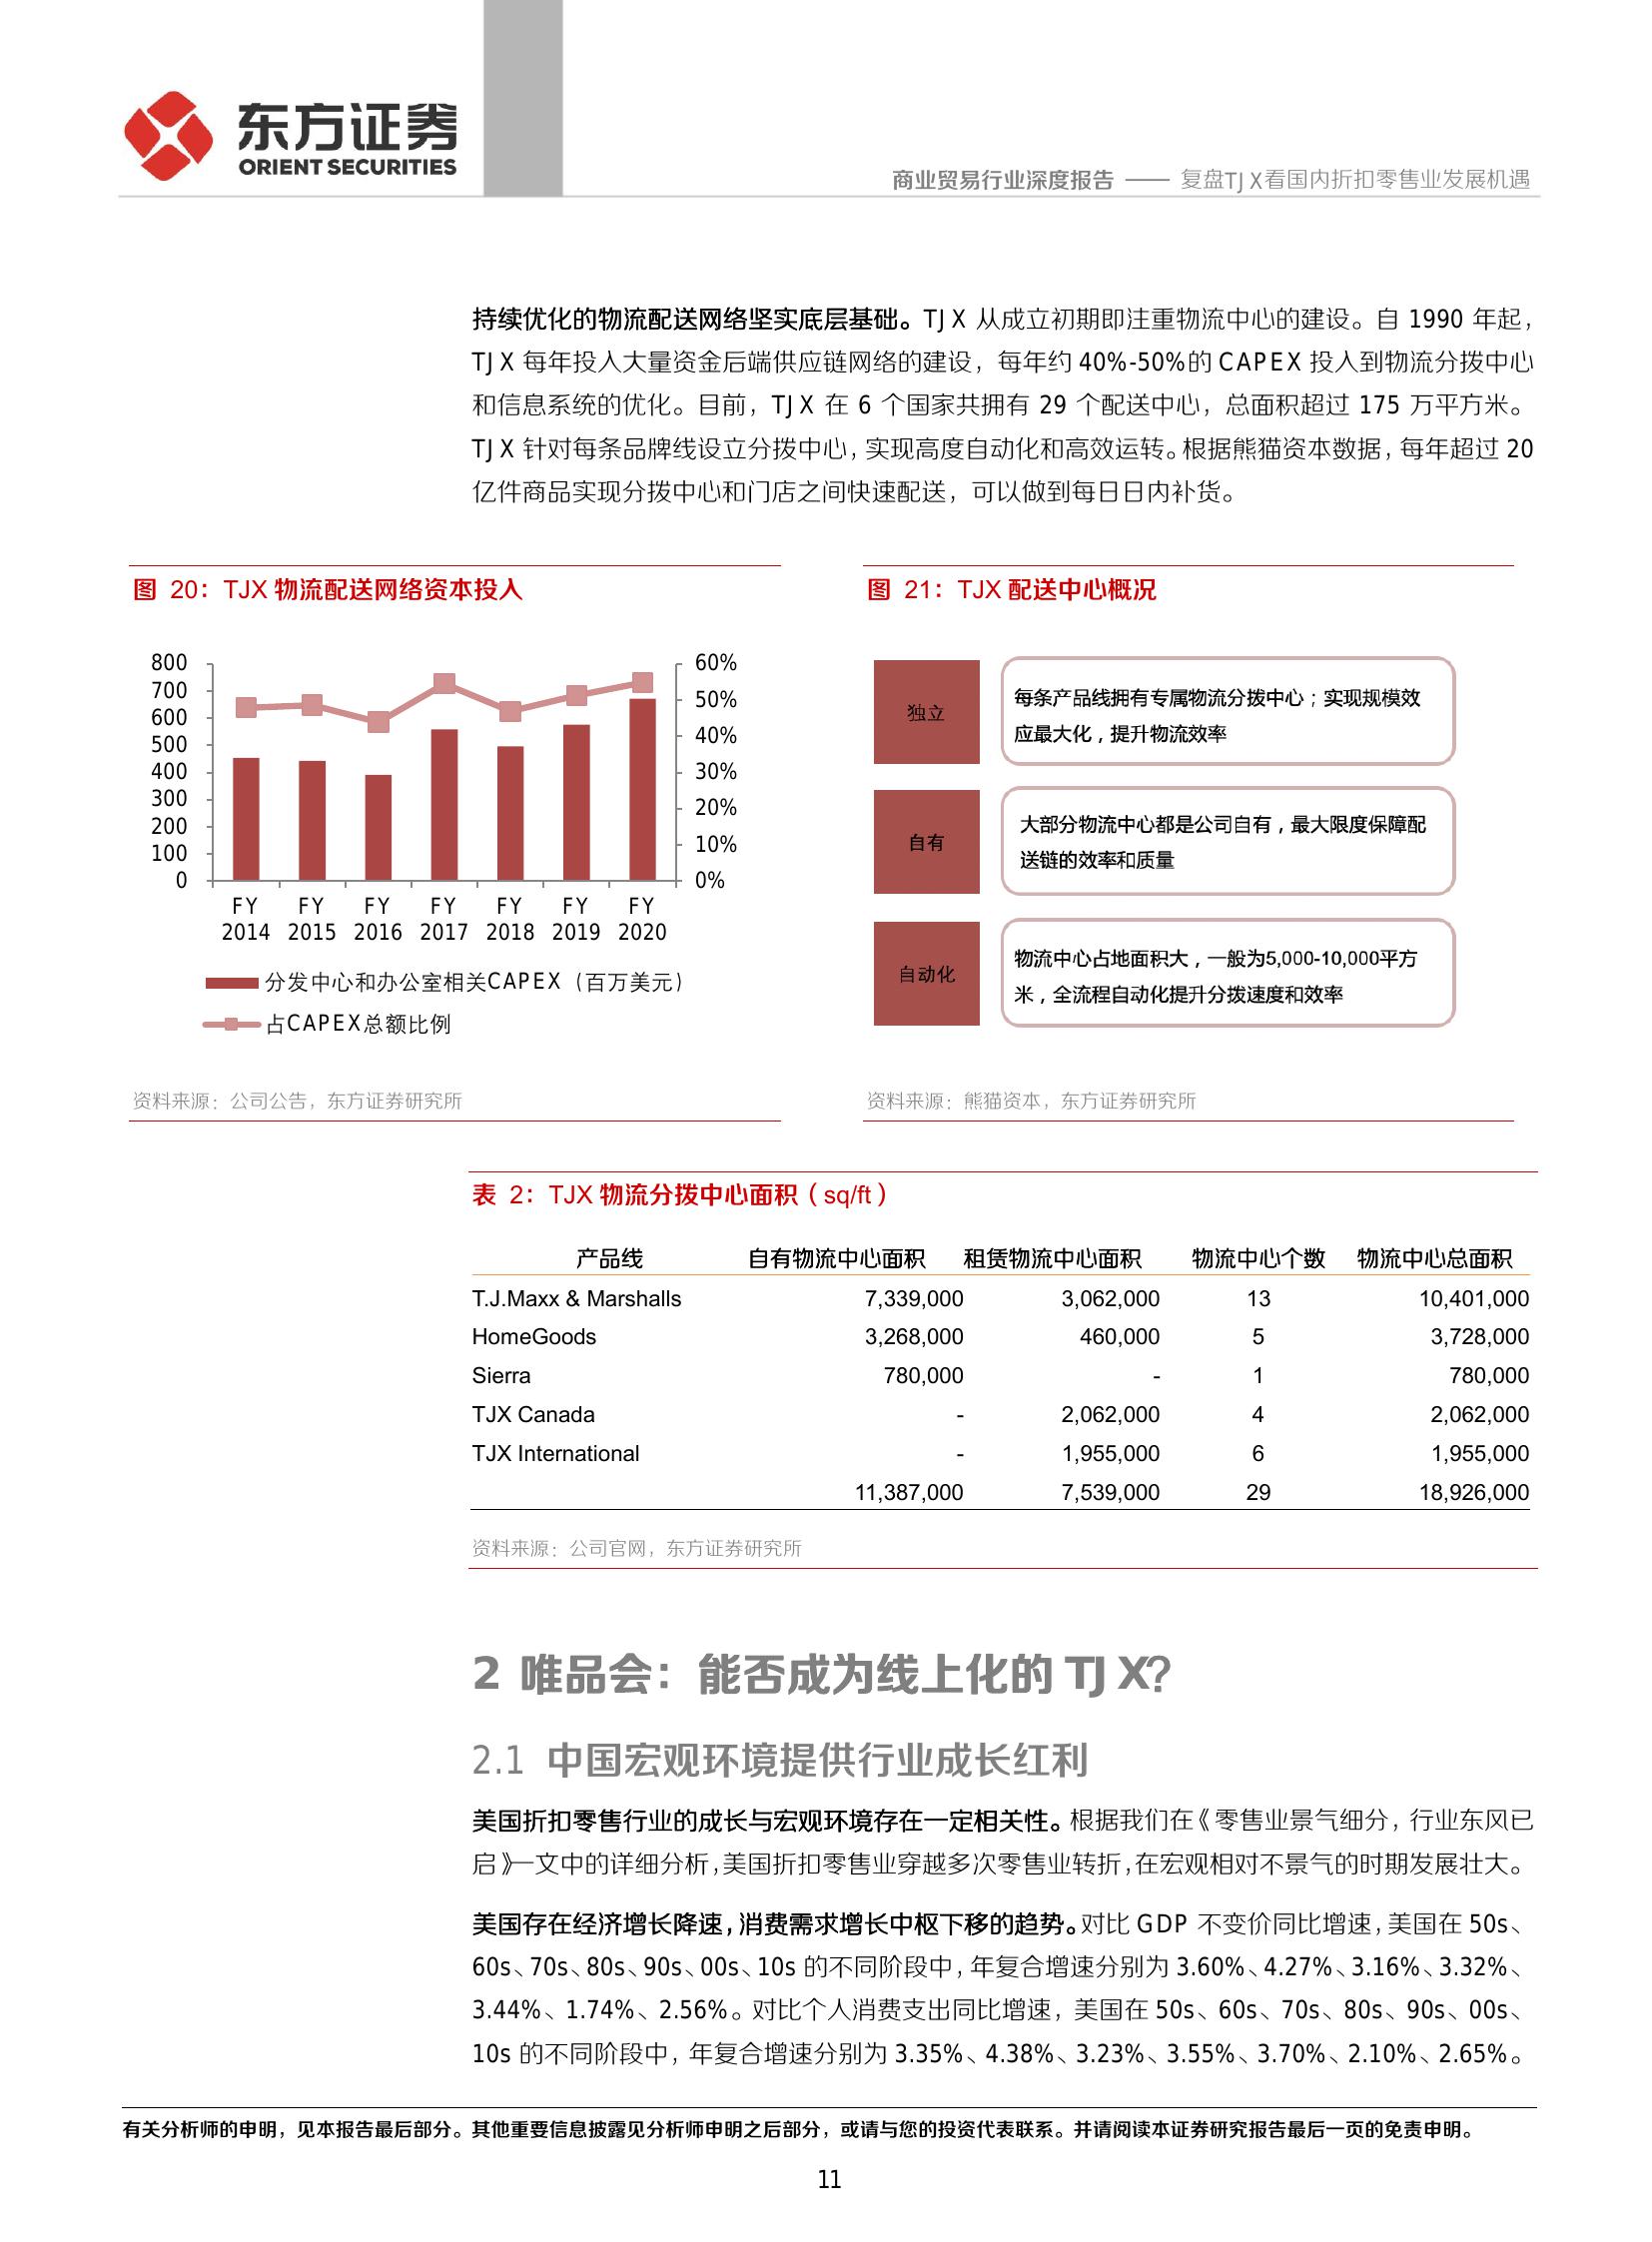 东方证券
ORIENT SECURITIES
商业贸易行业深度报告 —— 复盘TJX看国内折扣零售业发展机遇
持续优化的物流配送网络坚实底层基础。TJX 从成立初期即注重物流中心的建设。自 1990 年起，
TJX 每年投入大量资金后端供应链网络的建设，每年约 40%-50%的 CAPEX 投入到物流分拨中心
和信息系统的优化。目前，TJX 在 6 个国家共拥有 29 个配送中心，总面积超过 175 万平方米。
TJX 针对每条品牌线设立分拨中心，实现高度自动化和高效运转。根据熊猫资本数据，每年超过 20
亿件商品实现分拨中心和门店之间快速配送，可以做到每日日内补货。
图 20：TJX 物流配送网络资本投入
800
700
600
500
400
300
200
100
0
60%
50%
40%
30%
20%
10%
0%
FY FY FY FY FY FY FY
2014 2015 2016 2017 2018 2019 2020
分发中心和办公室相关CAPEX（百万美元）
占CAPEX总额比例
资料来源：公司公告，东方证券研究所
图 21：TJX 配送中心概况
独立
每条产品线拥有专属物流分拨中心；实现规模效
应最大化，提升物流效率
自有
大部分物流中心都是公司自有，最大限度保障配
送链的效率和质量
自动化
物流中心占地面积大，一般为5,000-10,000平方
米，全流程自动化提升分拨速度和效率
资料来源：熊猫资本，东方证券研究所
表 2：TJX 物流分拨中心面积（sq/ft）
产品线 自有物流中心面积 租赁物流中心面积 物流中心个数 物流中心总面积
T.J.Maxx & Marshalls 7,339,000 3,062,000 13 10,401,000
HomeGoods 3,268,000 460,000 5 3,728,000
Sierra 780,000 - 1 780,000
TJX Canada - 2,062,000 4 2,062,000
TJX International - 1,955,000 6 1,955,000
11,387,000 7,539,000 29 18,926,000
资料来源：公司官网，东方证券研究所
2 唯品会：能否成为线上化的 TJX?
2.1 中国宏观环境提供行业成长红利
美国折扣零售行业的成长与宏观环境存在一定相关性。根据我们在《零售业景气细分，行业东风已
启》一文中的详细分析，美国折扣零售业穿越多次零售业转折，在宏观相对不景气的时期发展壮大。
美国存在经济增长降速，消费需求增长中枢下移的趋势。对比 GDP 不变价同比增速，美国在 50s、
60s、70s、80s、90s、00s、10s 的不同阶段中，年复合增速分别为 3.60%、4.27%、3.16%、3.32%、
3.44%、1.74%、2.56%。对比个人消费支出同比增速，美国在 50s、60s、70s、80s、90s、00s、
10s 的不同阶段中，年复合增速分别为 3.35%、4.38%、3.23%、3.55%、3.70%、2.10%、2.65%。
有关分析师的申明，见本报告最后部分。其他重要信息披露见分析师申明之后部分，或请与您的投资代表联系。并请阅读本证券研究报告最后一页的免责申明。
11